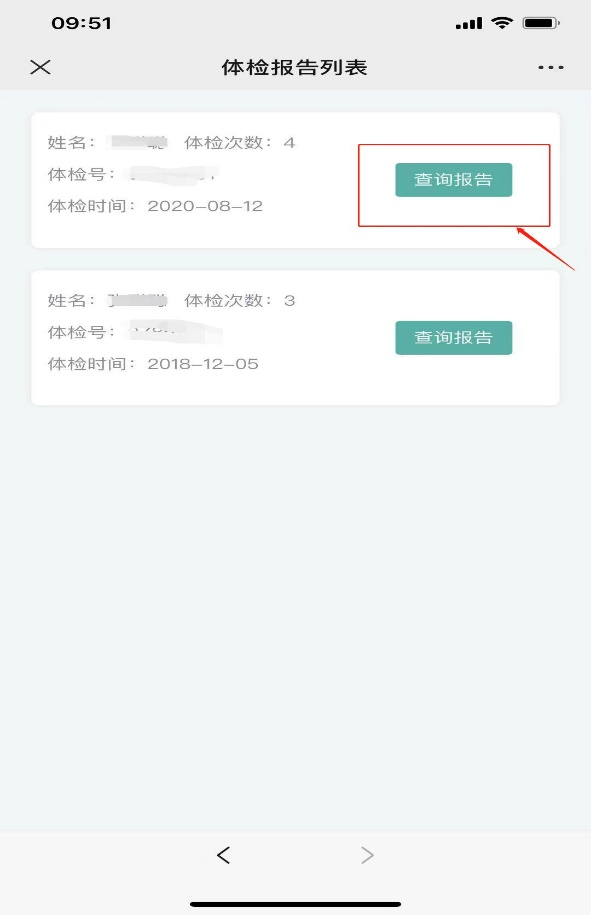 09:51
体检报告列表
姓名： 体检次数：4
体检号：
查询报告
体检时间：2020-08-12
姓名： 体检次数：3
体检号：
查询报告
体检时间：2018-12-05